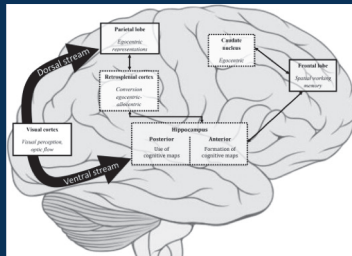 Parietal lobe
Egocentric
representations
Caudate
nucleus
Egocentric
Dorsal stream
Retrosplenial cortex
Conversion
egocentric-
allocentric
Frontal lobe
Spatial working
memory
Visual cortex
Visual perception,
optic flow
Hippocampus
Posterior
Use of
cognitive maps
Anterior
Formation of
cognitive maps
Ventral stream